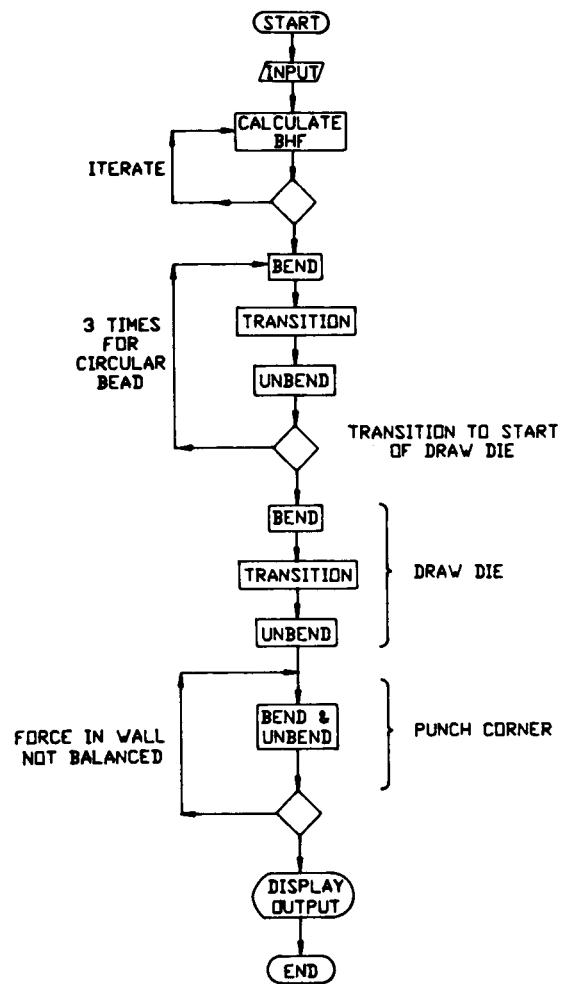 START
INPUT
CALCULATE
BHF
ITERATE
BEND
3 TIMES
FOR
CIRCULAR
BEAD
TRANSITION
UNBEND
TRANSITION TO START
OF DRAW DIE
BEND
TRANSITION
DRAW DIE
UNBEND
BEND &
UNBEND
PUNCH CORNER
FORCE IN WALL
NOT BALANCED
DISPLAY
OUTPUT
END